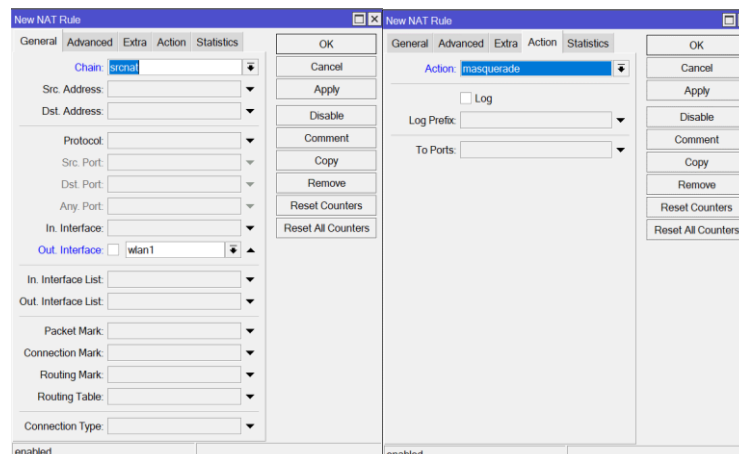 New NAT Rule
General Advanced Extra Action Statistics
Chain: srcnat
Src. Address:
Dst. Address:
Protocol:
Src. Port:
Dst. Port:
Any. Port:
In. Interface:
Out. Interface: wlan1
In. Interface List:
Out. Interface List:
Packet Mark:
Connection Mark:
Routing Mark:
Routing Table:
Connection Type:
enabled
OK
Cancel
Apply
Disable
Comment
Copy
Remove
Reset Counters
Reset All Counters
New NAT Rule
General Advanced Extra Action Statistics
Action: masquerade
Log
Log Prefix:
To Ports:
enabled
OK
Cancel
Apply
Disable
Comment
Copy
Remove
Reset Counters
Reset All Counters